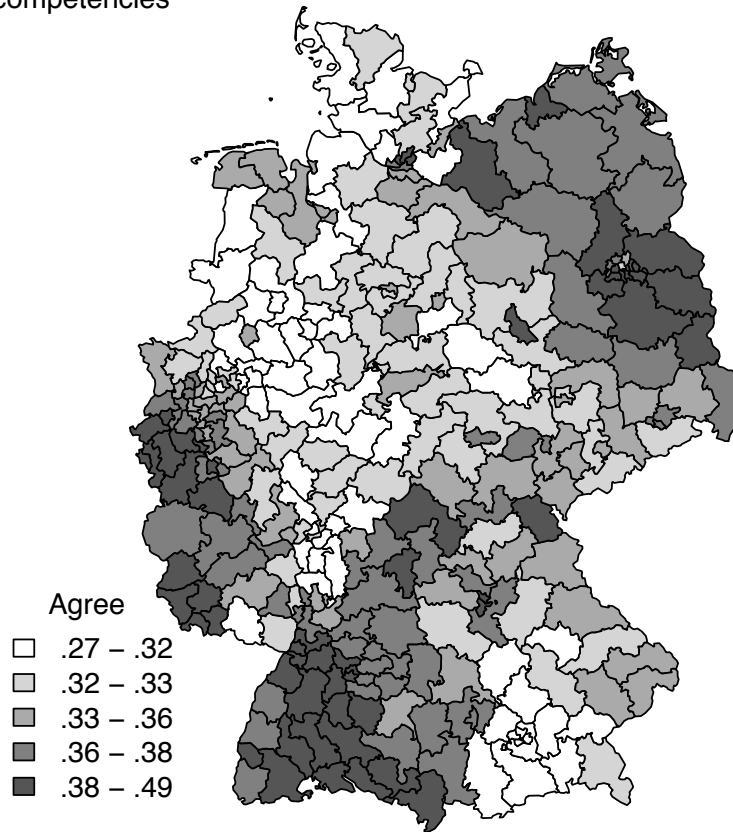 competencies
Agree
.27 – .32
.32 – .33
.33 – .36
.36 – .38
.38 – .49